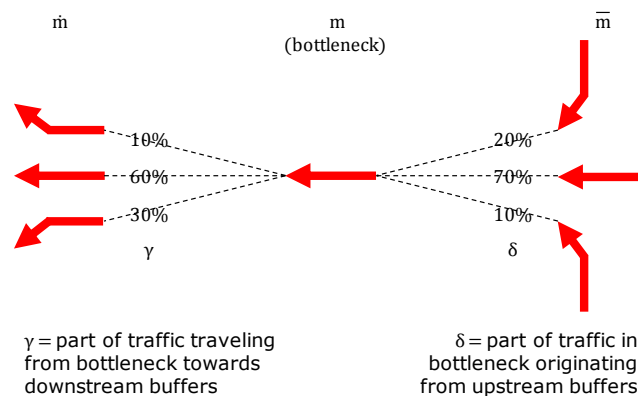 ṁ
m
(bottleneck)
m̅
10%
60%
30%
γ
20%
70%
10%
δ
γ = part of traffic traveling
from bottleneck towards
downstream buffers
δ = part of traffic in
bottleneck originating
from upstream buffers